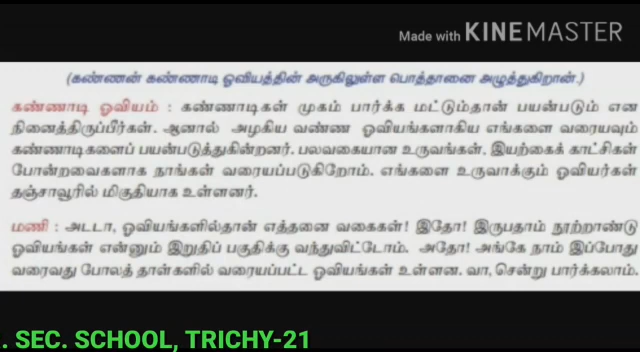 Made with KINEMASTER
(கண்ணன் கண்ணாடி ஓவியத்தின் அருகிலுள்ள பொத்தானை அழுத்துகிறான்.)
கண்ணாடி ஓவியம் : கண்ணாடிகள் முகம் பார்க்க மட்டும்தான் பயன்படும் என
நினைத்திருப்பீர்கள். ஆனால் அழகிய வண்ண ஓவியங்களாகிய எங்களை வரையவும்
கண்ணாடிகளைப் பயன்படுத்துகின்றனர். பலவகையான உருவங்கள், இயற்கைக் காட்சிகள்
போன்றவைகளாக நாங்கள் வரையப்படுகிறோம். எங்களை உருவாக்கும் ஓவியர்கள்
தஞ்சாவூரில் மிகுதியாக உள்ளனர்.
மணி : அடடா, ஓவியங்களில்தான் எத்தனை வகைகள்! இதோ! இருபதாம் நூற்றாண்டு
ஓவியங்கள் என்னும் இறுதிப் பகுதிக்கு வந்துவிட்டோம். அதோ! அங்கே நாம் இப்போது
வரைவது போலத் தாள்களில் வரையப்பட்ட ஓவியங்கள் உள்ளன. வா, சென்று பார்க்கலாம்.
. SEC. SCHOOL, TRICHY-21